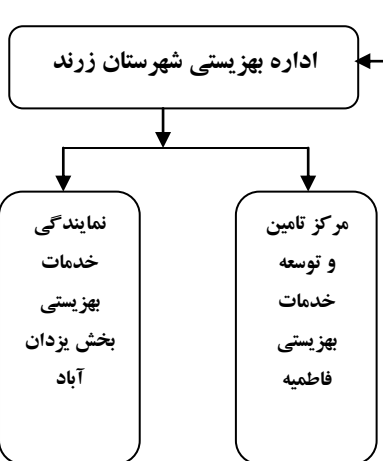 اداره بهزیستی شهرستان زرند
مرکز تامین
و توسعه
خدمات
بهزیستی
فاطمیه
نمایندگی
خدمات
بهزیستی
بخش یزدان
آباد